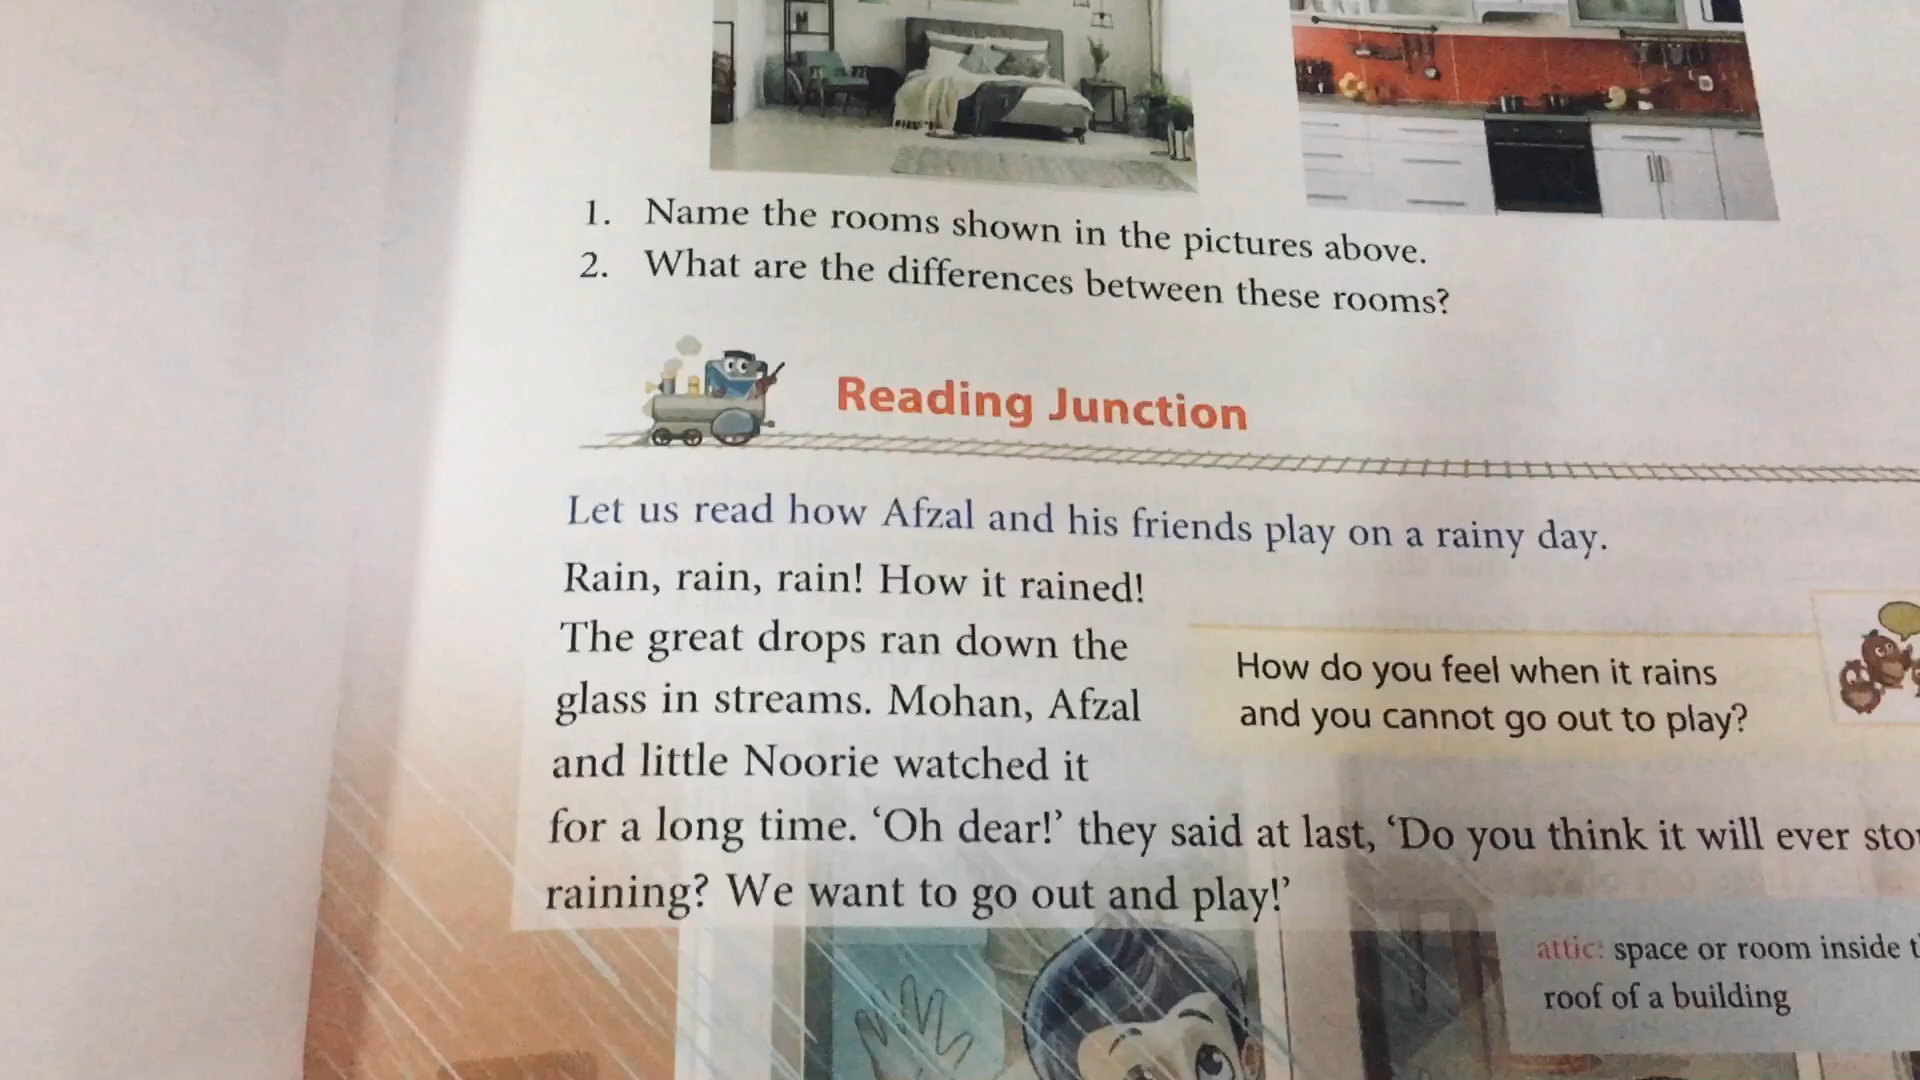 1. Name the rooms shown in the pictures above.
2. What are the differences between these rooms?
Reading Junction
Let us read how Afzal and his friends play on a rainy day.
Rain, rain, rain! How it rained!
The great drops ran down the
glass in streams. Mohan, Afzal
and little Noorie watched it
for a long time. ‘Oh dear!’ they said at last, ‘Do you think it will ever
raining? We want to go out and play!’
How do you feel when it rains
and you cannot go out to play?
attic: space or room inside
roof of a building